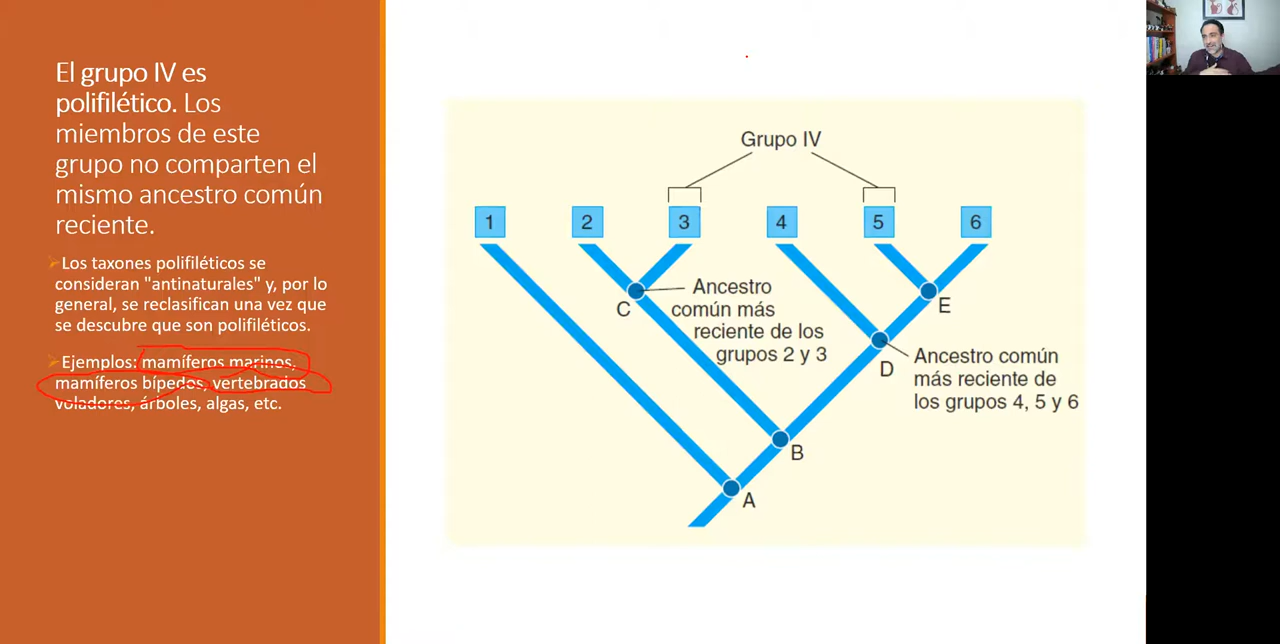 El grupo IV es
polifilético. Los
miembros de este
grupo no comparten el
mismo ancestro común
reciente.
Los taxones polifiléticos se
consideran "antinaturales" y, por lo
general, se reclasifican una vez que
se descubre que son polifiléticos.
Ejemplos: mamíferos marinos,
mamíferos bípedos, vertebrados
voladores, árboles, algas, etc.
Grupo IV
1 2 3 4 5 6
Ancestro
común más
reciente de los
grupos 2 y 3
C
E
Ancestro común
más reciente de
los grupos 4, 5 y 6
D
B
A